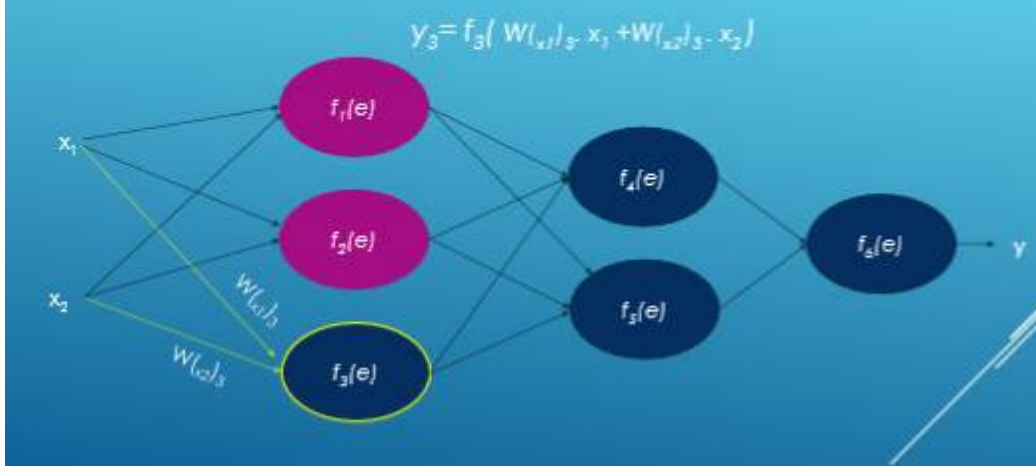 y₃= f₃( W(ₓ₁)₃. x₁ +W(ₓ₂)₃ . x₂)
f₁(e)
x₁
f₄(e)
f₂(e)
f₆(e)
y
x₂
W(ₓ₁)₃
f₅(e)
W(ₓ₂)₃
f₃(e)